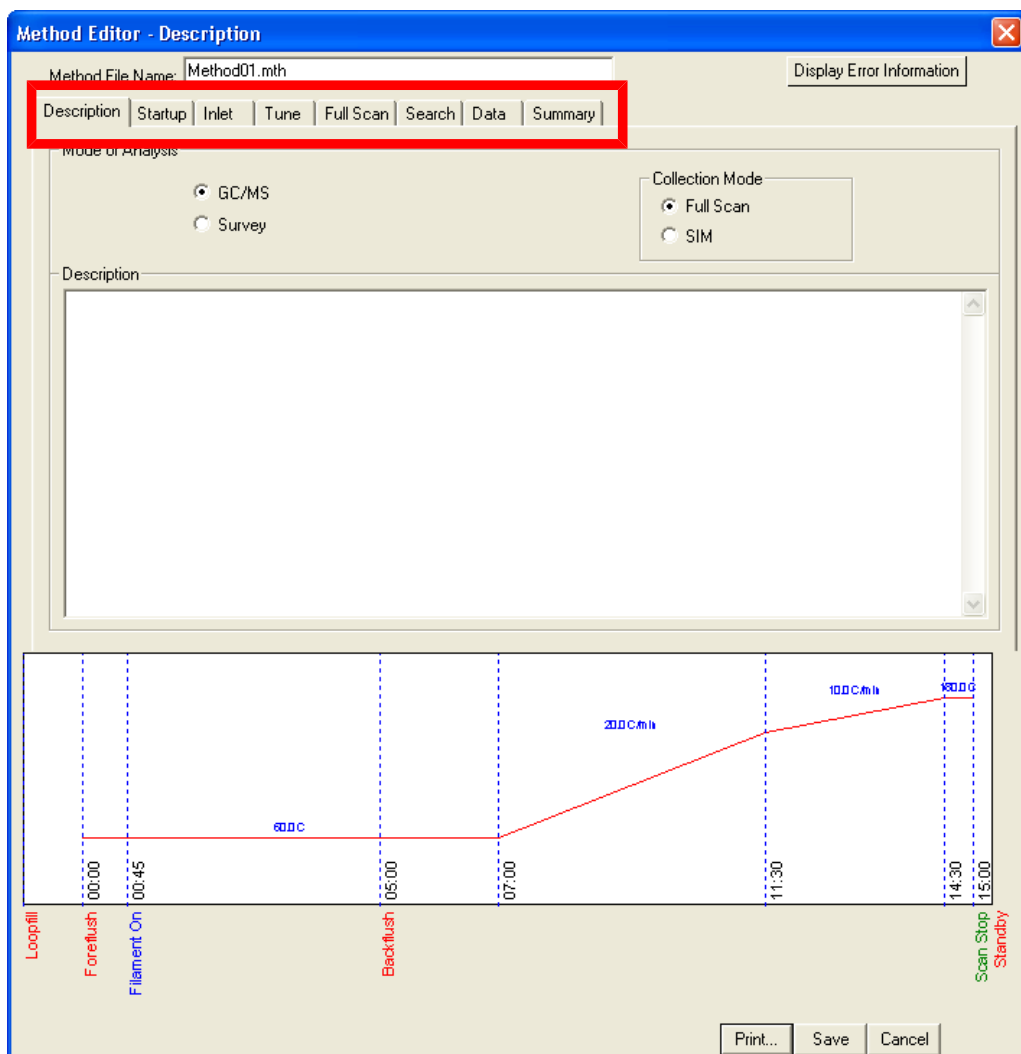 Method Editor - Description
Method File Name: Method01.mth
Display Error Information
Description Startup Inlet Tune Full Scan Search Data Summary
Mode of Analysis
GC/MS
Survey
Collection Mode
Full Scan
SIM
Description
60.0 C
20.0 C/min
10.0 C/min
180.0 C
00:00
00:45
05:00
07:00
11:30
14:30
15:00
Loopfill
Foreflush
Filament On
Backflush
Scan Stop
Standby
Print... Save Cancel